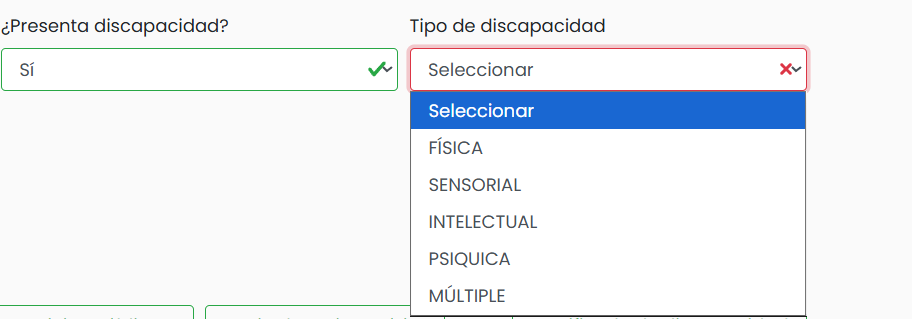 ¿Presenta discapacidad?
Tipo de discapacidad
Sí
Seleccionar
Seleccionar
FÍSICA
SENSORIAL
INTELECTUAL
PSIQUICA
MÚLTIPLE